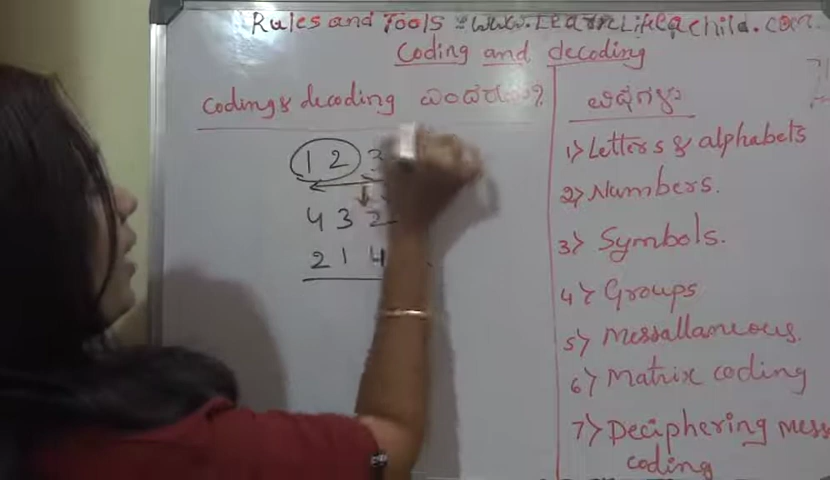 Rules and Tools :- www.LearnLikeachild.com
Coding and decoding
Coding & decoding ಎಂದರೇನು?
1 2 3
4 3 2
2 1 4
ವಿಧಗಳು
1) Letters & alphabets
2) Numbers.
3) Symbols.
4) Groups
5) Messallaneous.
6) Matrix coding
7) Deciphering mess
coding